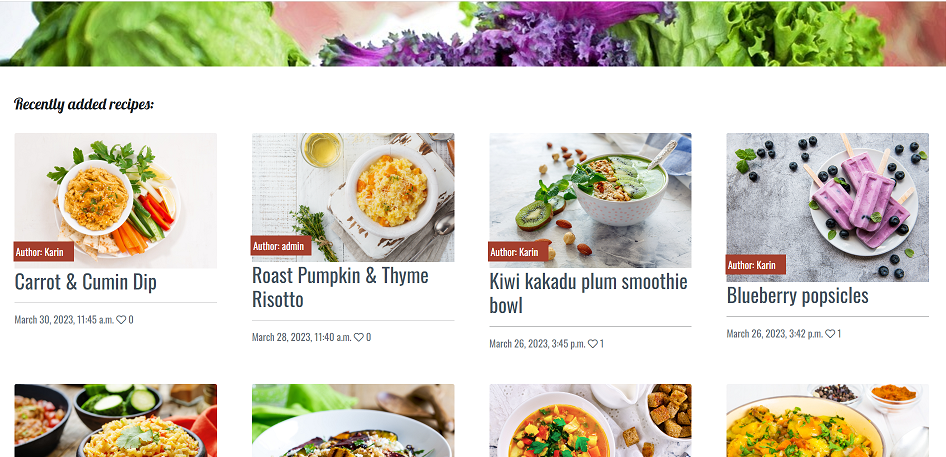 Recently added recipes:
Author: Karin
Carrot & Cumin Dip
March 30, 2023, 11:45 a.m. 0
Author: admin
Roast Pumpkin & Thyme
Risotto
March 28, 2023, 11:40 a.m. 0
Author: Karin
Kiwi kakadu plum smoothie
bowl
March 26, 2023, 3:45 p.m. 1
Author: Karin
Blueberry popsicles
March 26, 2023, 3:42 p.m. 1